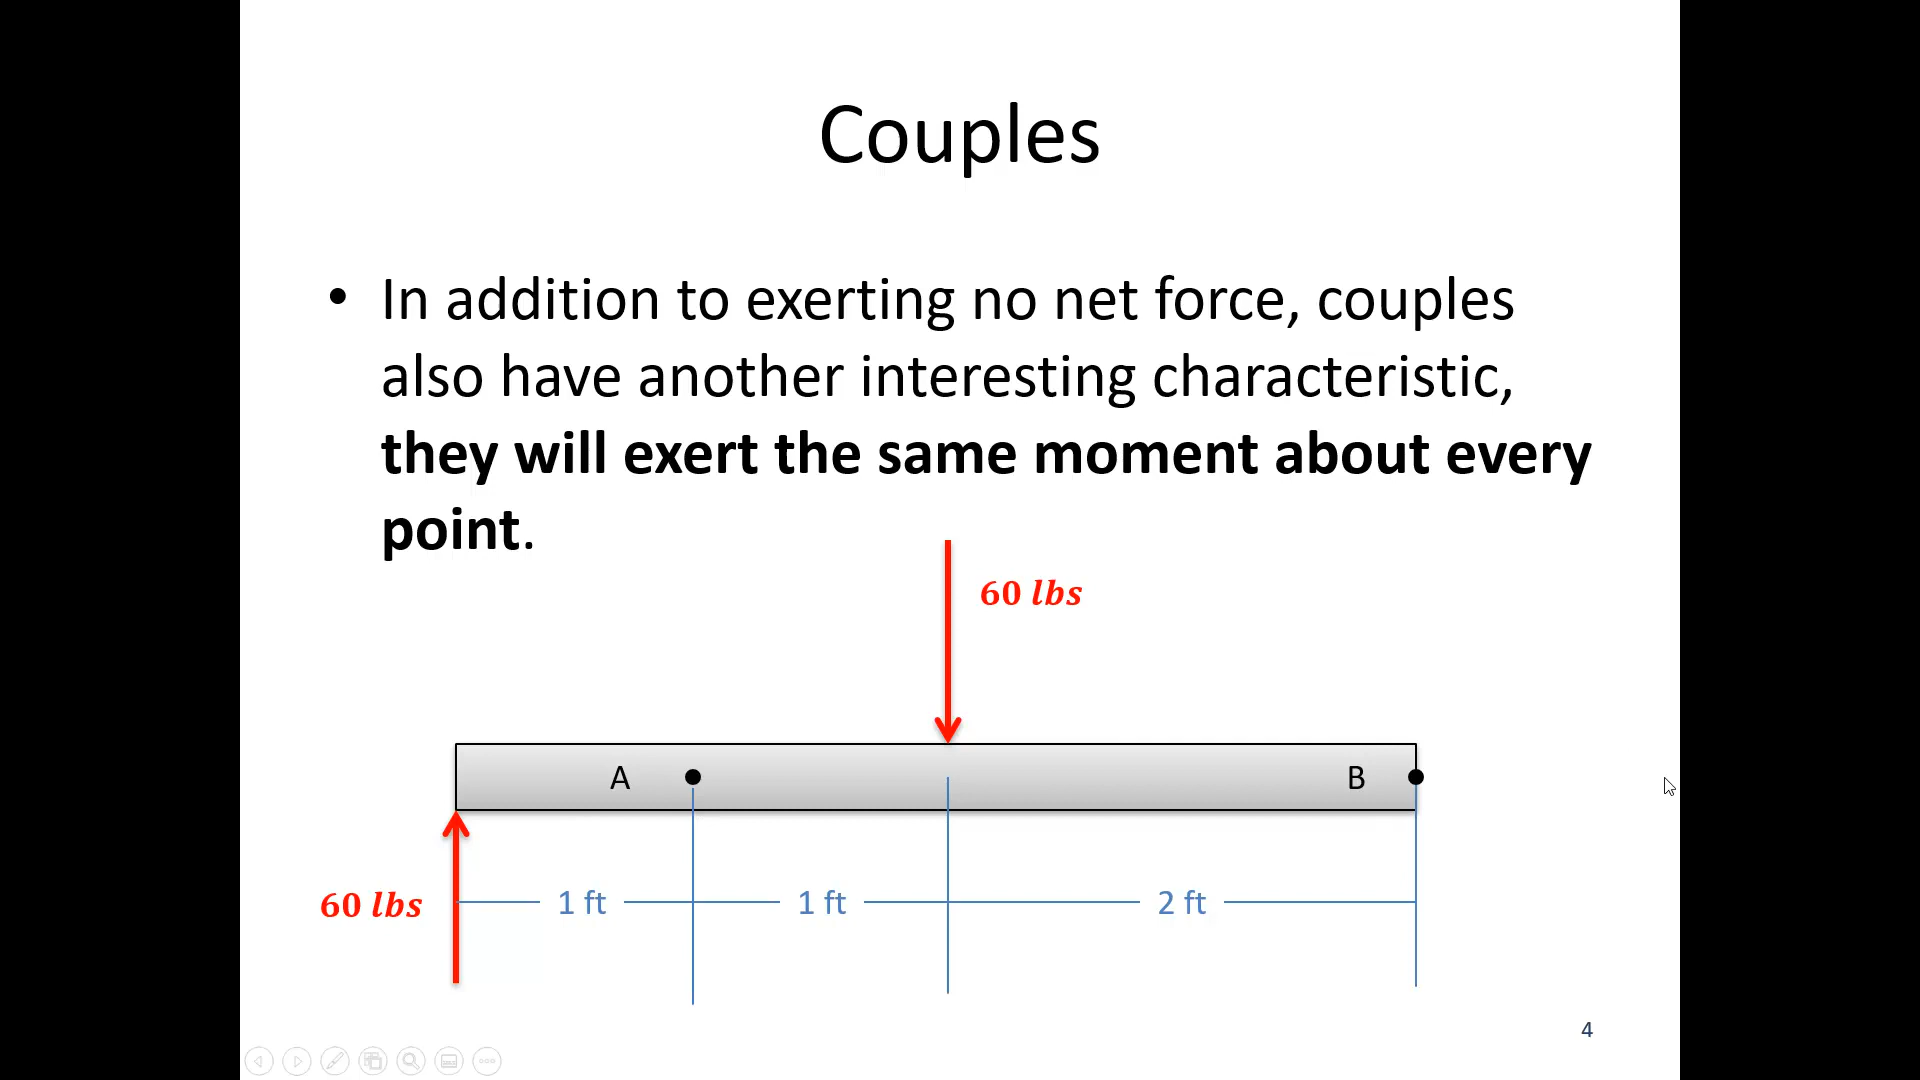 Couples
• In addition to exerting no net force, couples
also have another interesting characteristic,
they will exert the same moment about every
point.
60 lbs
A
B
60 lbs
1 ft
1 ft
2 ft
4